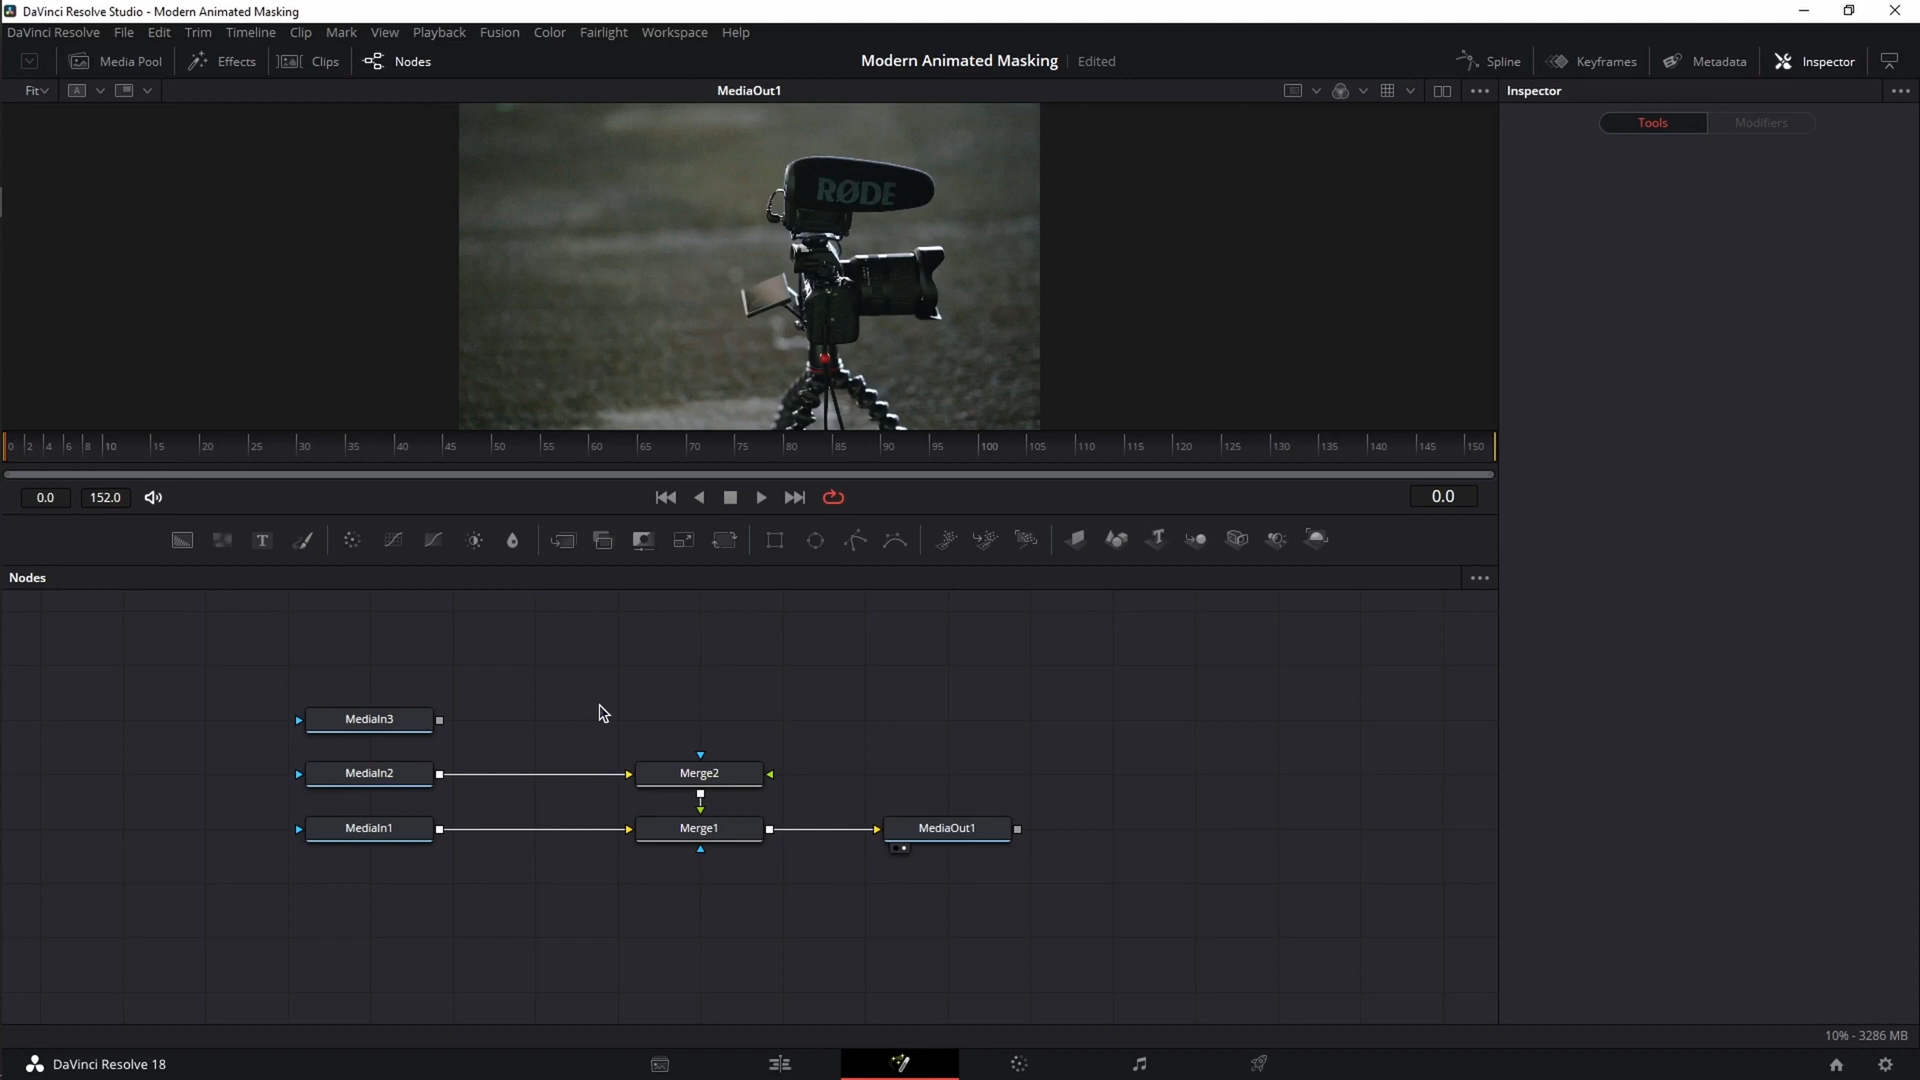 DaVinci Resolve Studio - Modern Animated Masking
DaVinci Resolve File Edit Trim Timeline Clip Mark View Playback Fusion Color Fairlight Workspace Help
Media Pool Effects Clips Nodes Modern Animated Masking Edited Spline Keyframes Metadata Inspector
Fit A MediaOut1 Inspector
Tools Modifiers
RØDE
0 2 4 6 8 10 15 20 25 30 35 40 45 50 55 60 65 70 75 80 85 90 95 100 105 110 115 120 125 130 135 140 145 150
0.0 152.0 0.0
T
Nodes
MediaIn3
MediaIn2 Merge2
MediaIn1 Merge1 MediaOut1
10% - 3286 MB
DaVinci Resolve 18